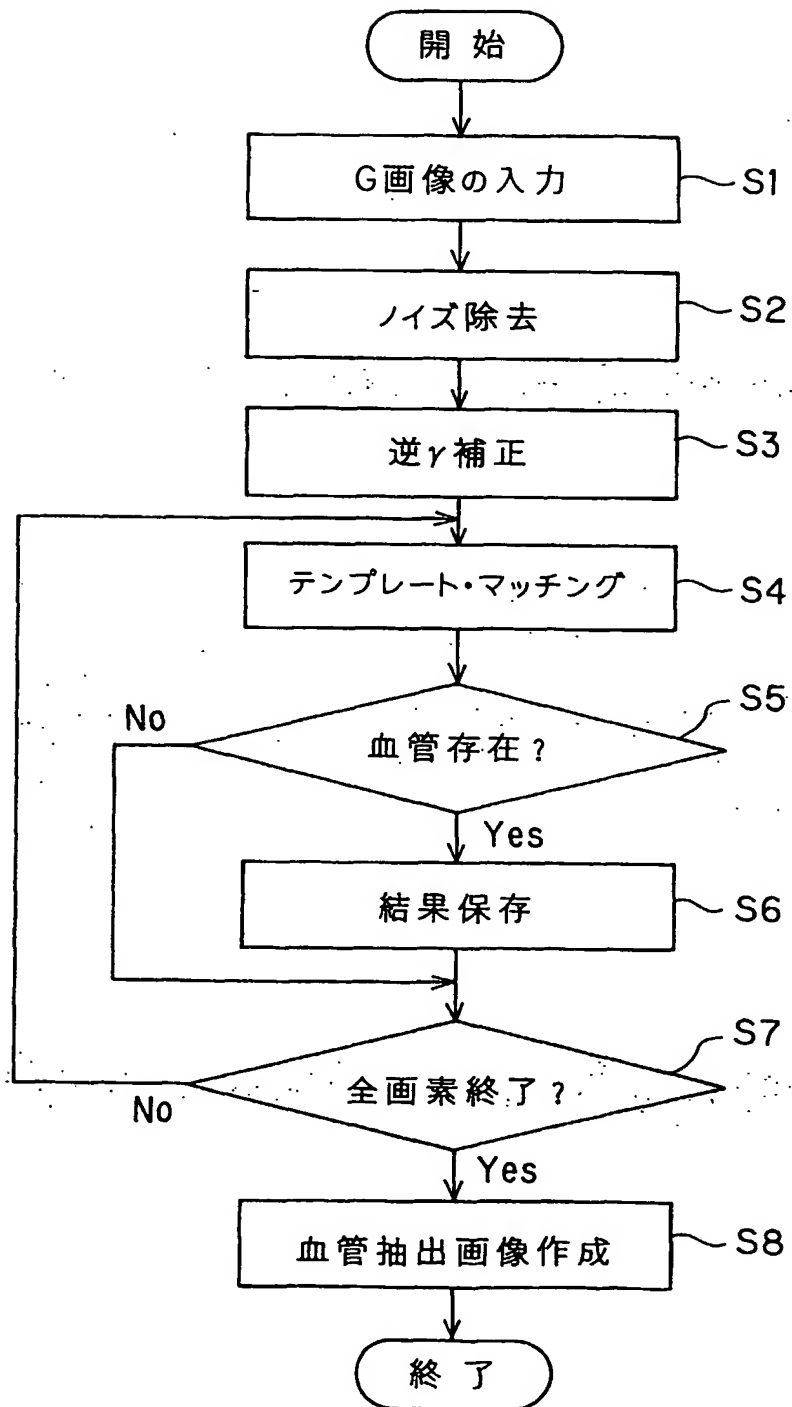 開始
G画像の入力
S1
ノイズ除去
S2
逆γ補正
S3
テンプレート・マッチング
S4
血管存在?
S5
No
Yes
結果保存
S6
全画素終了?
S7
No
Yes
血管抽出画像作成
S8
終了